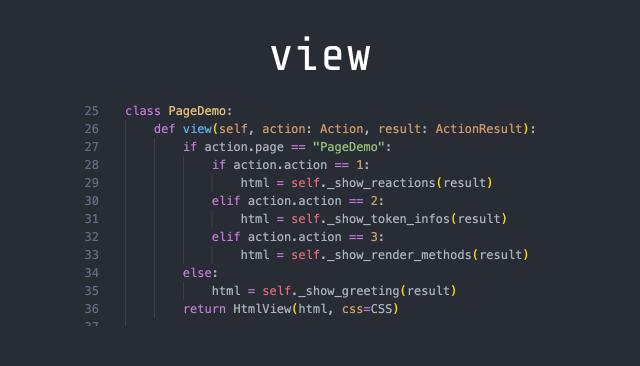 view
25 class PageDemo:
26     def view(self, action: Action, result: ActionResult):
27         if action.page == "PageDemo":
28             if action.action == 1:
29                 html = self._show_reactions(result)
30             elif action.action == 2:
31                 html = self._show_token_infos(result)
32             elif action.action == 3:
33                 html = self._show_render_methods(result)
34         else:
35             html = self._show_greeting(result)
36         return HtmlView(html, css=CSS)
37